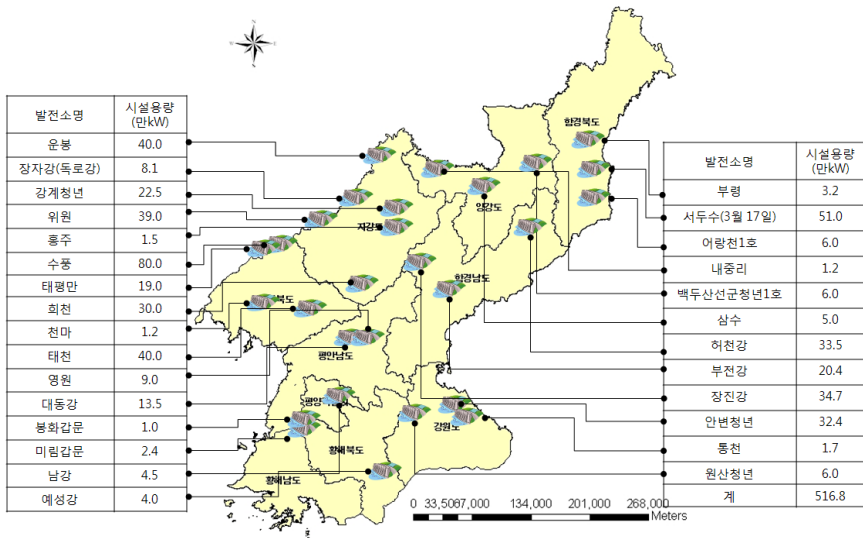 발전소명 시설용량
(만kW)
운봉 40.0
장자강(독로강) 8.1
강계청년 22.5
위원 39.0
흥주 1.5
수풍 80.0
태평만 19.0
희천 30.0
천마 1.2
태천 40.0
영원 9.0
대동강 13.5
봉화갑문 1.0
미림갑문 2.4
남강 4.5
예성강 4.0
함경북도
양강도
함경남도
북도
평안남도
평양
황해북도
황해남도
강원도
발전소명 시설용량
(만kW)
부령 3.2
서두수(3월 17일) 51.0
어랑천1호 6.0
내중리 1.2
백두산선군청년1호 6.0
삼수 5.0
허천강 33.5
부전강 20.4
장진강 34.7
안변청년 32.4
통천 1.7
원산청년 6.0
계 516.8
0 33,50067,000 134,000 201,000 268,000
Meters